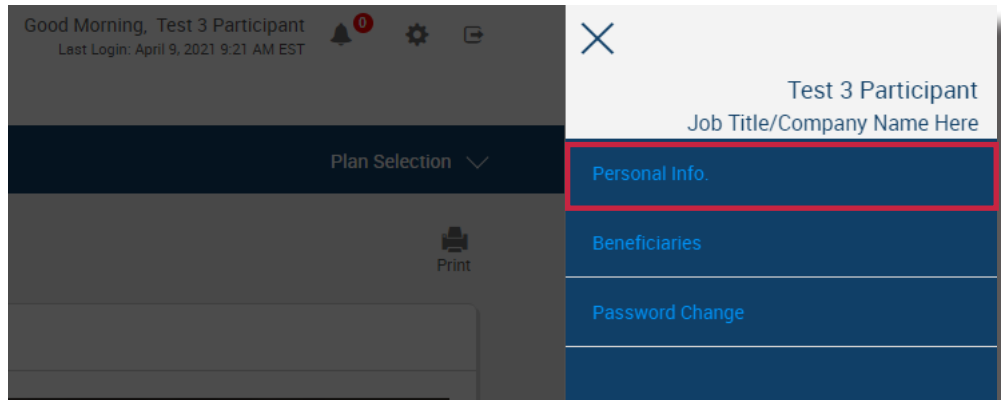 Good Morning, Test 3 Participant
0
Last Login: April 9, 2021 9:21 AM EST
Plan Selection
Print
Test 3 Participant
Job Title/Company Name Here
Personal Info.
Beneficiaries
Password Change